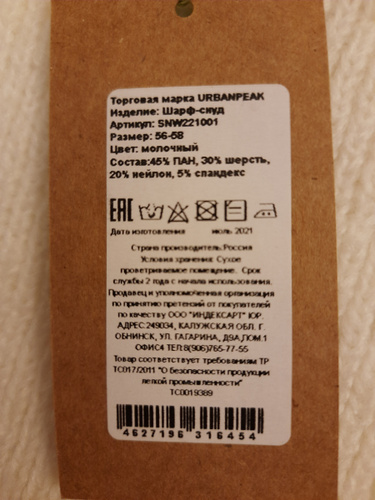 Торговая марка URBANPEAK
Изделие: Шарф-снуд
Артикул: SNW221001
Размер: 56-58
Цвет: молочный
Состав:45% ПАН, 30% шерсть,
20% нейлон, 5% спандекс
EAC
Дата изготовления июль 2021
Страна производитель:Россия
Условия хранения: Сухое
проветриваемое помещение. Срок
службы 2 года с начала использования.
Продавец и уполномоченная организация
по принятию претензий от покупателей
по качеству ООО "ИНДЕКСАРТ" ЮР.
АДРЕС:249034, КАЛУЖСКАЯ ОБЛ. Г.
ОБНИНСК, УЛ. ГАГАРИНА, Д9А,ПОМ.1
ОФИС4 ТЕЛ:8(906)765-77-55
Товар соответствует требованиям ТР
ТС017/2011 "О безопасности продукции
легкой промышленности"
ТС0019389
4627196 316454